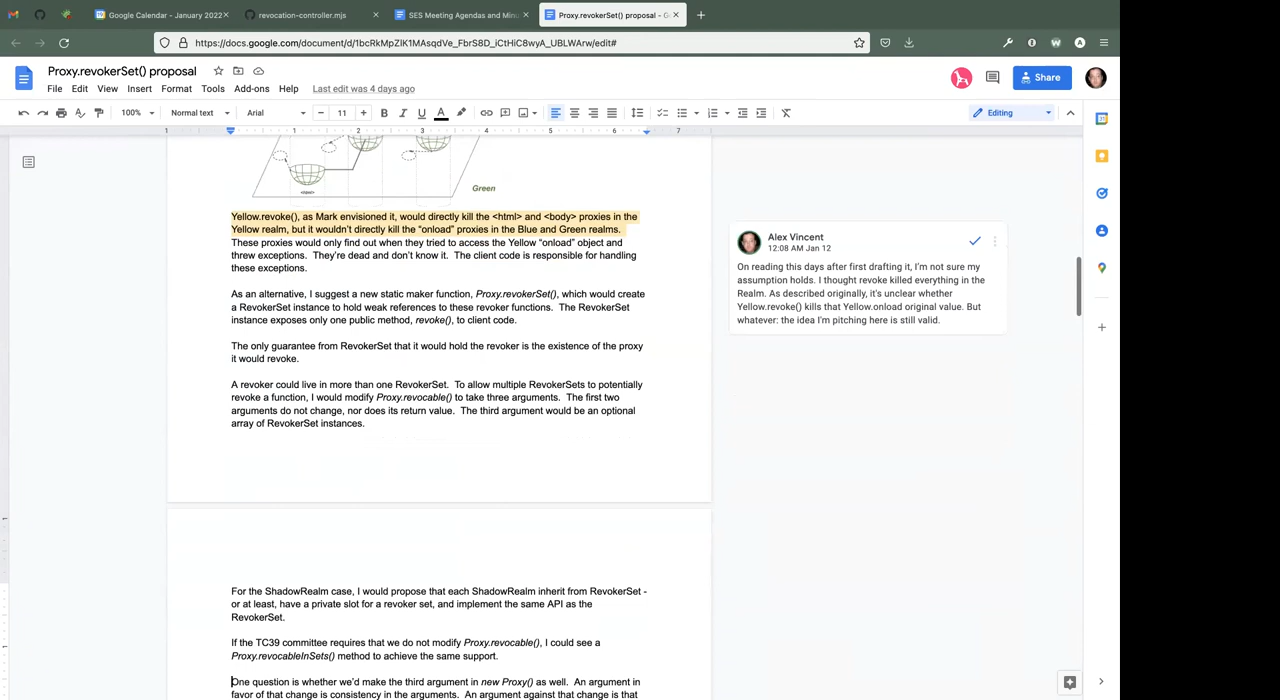 Google Calendar - January 2022
revocation-controller.mjs
SES Meeting Agendas and Minu
Proxy.revokerSet() proposal - G
https://docs.google.com/document/d/1bcRkMpZIK1MAsqdVe_FbrS8D_iCtHiC8wyA_UBLWArw/edit#
Proxy.revokerSet() proposal
File Edit View Insert Format Tools Add-ons Help Last edit was 4 days ago
Share
100% Normal text Arial 11 B I U A Editing
1 1 2 3 4 5 6 7
<html>
Green
Yellow.revoke(), as Mark envisioned it, would directly kill the <html> and <body> proxies in the
Yellow realm, but it wouldn't directly kill the "onload" proxies in the Blue and Green realms.
These proxies would only find out when they tried to access the Yellow "onload" object and
threw exceptions. They're dead and don't know it. The client code is responsible for handling
these exceptions.
As an alternative, I suggest a new static maker function, Proxy.revokerSet(), which would create
a RevokerSet instance to hold weak references to these revoker functions. The RevokerSet
instance exposes only one public method, revoke(), to client code.
The only guarantee from RevokerSet that it would hold the revoker is the existence of the proxy
it would revoke.
A revoker could live in more than one RevokerSet. To allow multiple RevokerSets to potentially
revoke a function, I would modify Proxy.revocable() to take three arguments. The first two
arguments do not change, nor does its return value. The third argument would be an optional
array of RevokerSet instances.
For the ShadowRealm case, I would propose that each ShadowRealm inherit from RevokerSet -
or at least, have a private slot for a revoker set, and implement the same API as the
RevokerSet.
If the TC39 committee requires that we do not modify Proxy.revocable(), I could see a
Proxy.revocableInSets() method to achieve the same support.
One question is whether we'd make the third argument in new Proxy() as well. An argument in
favor of that change is consistency in the arguments. An argument against that change is that
Alex Vincent
12:08 AM Jan 12
On reading this days after first drafting it, I'm not sure my
assumption holds. I thought revoke killed everything in the
Realm. As described originally, it's unclear whether
Yellow.revoke() kills that Yellow.onload original value. But
whatever: the idea I'm pitching here is still valid.